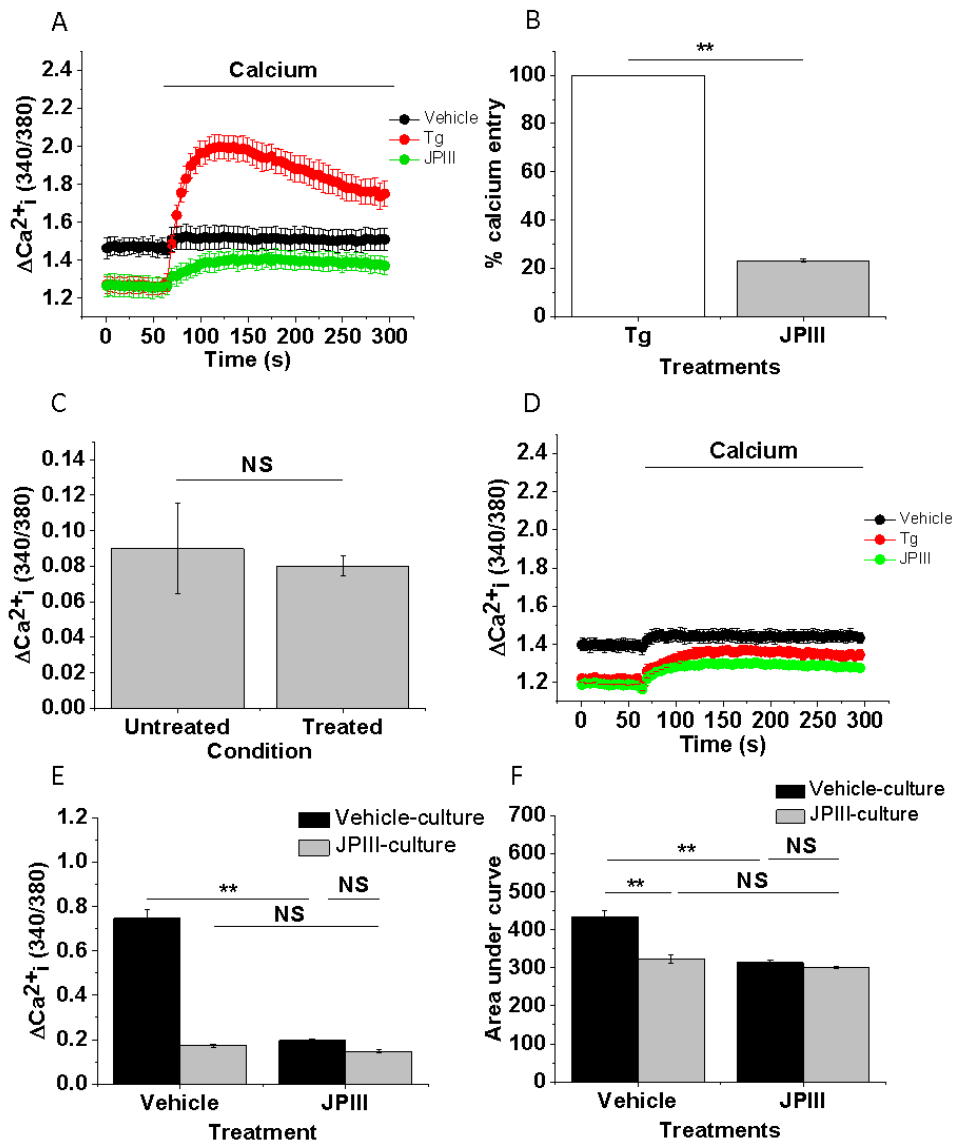 A
2.4
2.2
2.0
1.8
1.6
1.4
1.2
ΔCa2+i (340/380)
Calcium
Vehicle
Tg
JPIII
0 50 100 150 200 250 300
Time (s)
B
**
100
80
60
40
20
0
% calcium entry
Tg JPIII
Treatments
C
0.14
0.12
0.10
0.08
0.06
0.04
0.02
0.00
ΔCa2+i (340/380)
NS
Untreated Treated
Condition
D
2.4
2.2
2.0
1.8
1.6
1.4
1.2
ΔCa2+i (340/380)
Calcium
Vehicle
Tg
JPIII
0 50 100 150 200 250 300
Time (s)
E
Vehicle-culture
JPIII-culture
1.2
1.0
0.8
0.6
0.4
0.2
0.0
ΔCa2+i (340/380)
** NS
NS
Vehicle JPIII
Treatment
F
Vehicle-culture
JPIII-culture
700
600
500
400
300
200
100
0
Area under curve
** NS
** NS
Vehicle JPIII
Treatments